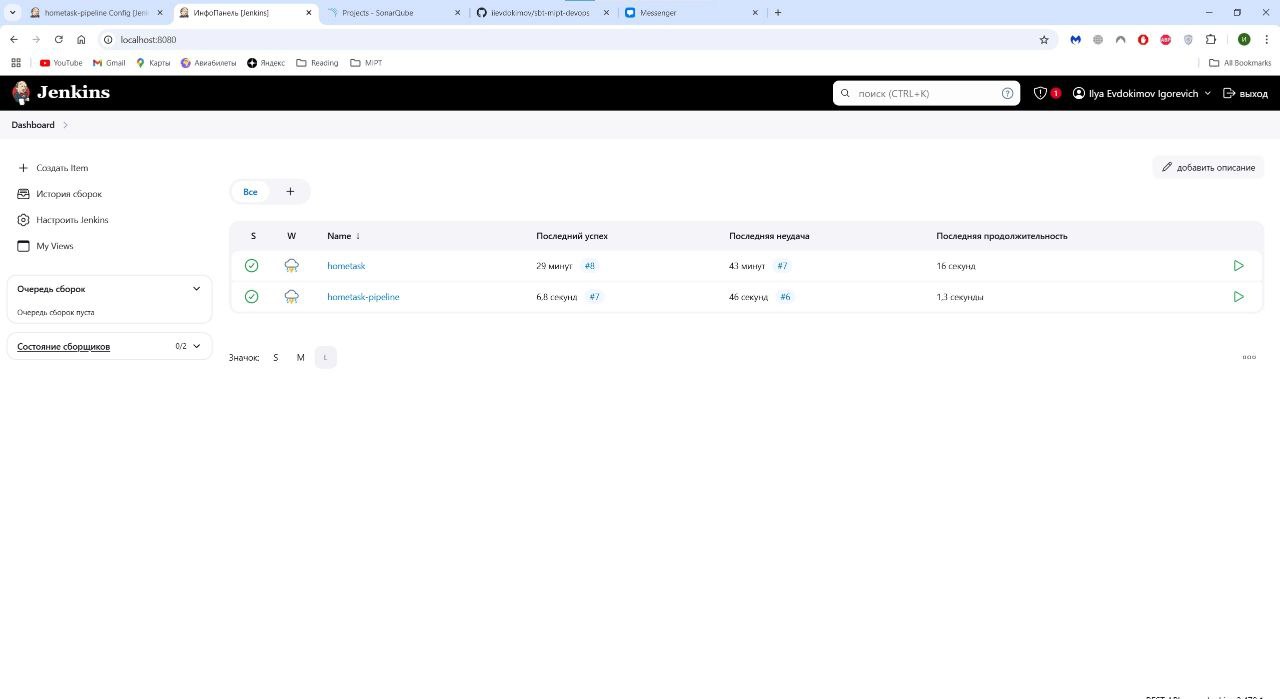 hometask-pipeline Config [Jen
ИнфоПанель [Jenkins]
Projects - SonarQube
iievdokimov/sbt-mipt-devops
Messenger
localhost:8080
YouTube Gmail Карты Авиабилеты Яндекс Reading MIPT All Bookmarks
Jenkins
поиск (CTRL+K)
1
Ilya Evdokimov Igorevich
выход
Dashboard
Создать Item
История сборок
Настроить Jenkins
My Views
Очередь сборок
Очередь сборок пуста
Состояние сборщиков 0/2
добавить описание
Все +
S W Name ↓ Последний успех Последняя неудача Последняя продолжительность
hometask 29 минут #8 43 минут #7 16 секунд
hometask-pipeline 6,8 секунд #7 46 секунд #6 1,3 секунды
Значок: S M L